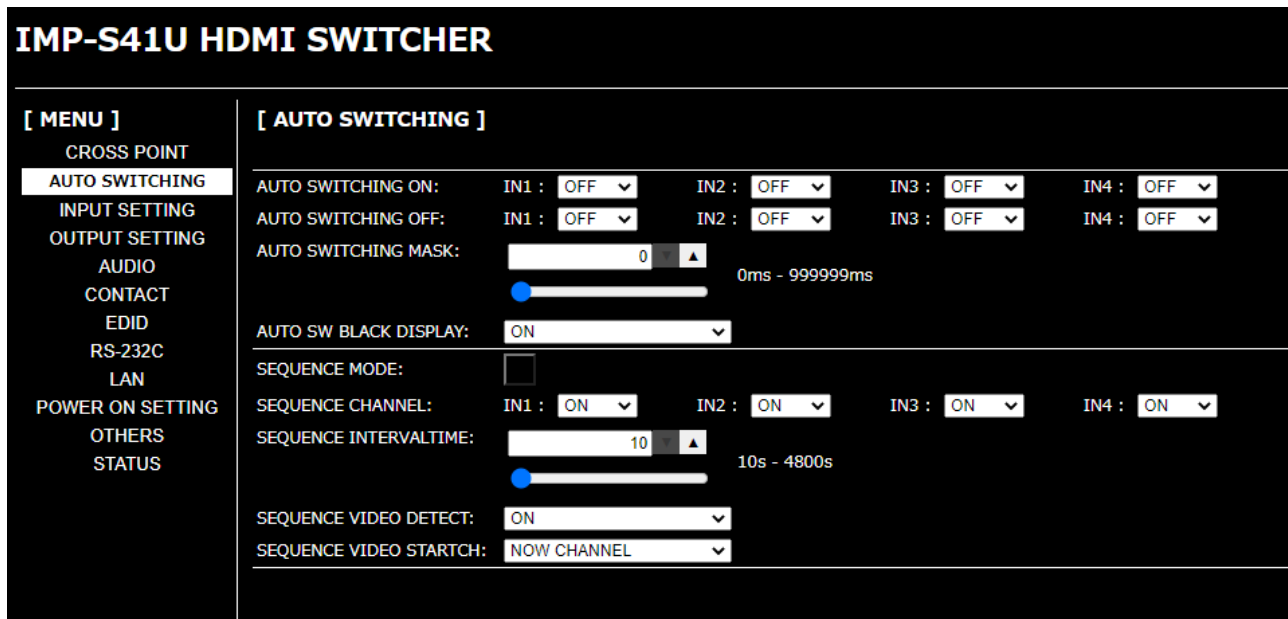 IMP-S41U HDMI SWITCHER
[ MENU ]
CROSS POINT
AUTO SWITCHING
INPUT SETTING
OUTPUT SETTING
AUDIO
CONTACT
EDID
RS-232C
LAN
POWER ON SETTING
OTHERS
STATUS
[ AUTO SWITCHING ]
AUTO SWITCHING ON: IN1 : OFF IN2 : OFF IN3 : OFF IN4 : OFF
AUTO SWITCHING OFF: IN1 : OFF IN2 : OFF IN3 : OFF IN4 : OFF
AUTO SWITCHING MASK: 0 0ms - 999999ms
AUTO SW BLACK DISPLAY: ON
SEQUENCE MODE:
SEQUENCE CHANNEL: IN1 : ON IN2 : ON IN3 : ON IN4 : ON
SEQUENCE INTERVALTIME: 10 10s - 4800s
SEQUENCE VIDEO DETECT: ON
SEQUENCE VIDEO STARTCH: NOW CHANNEL